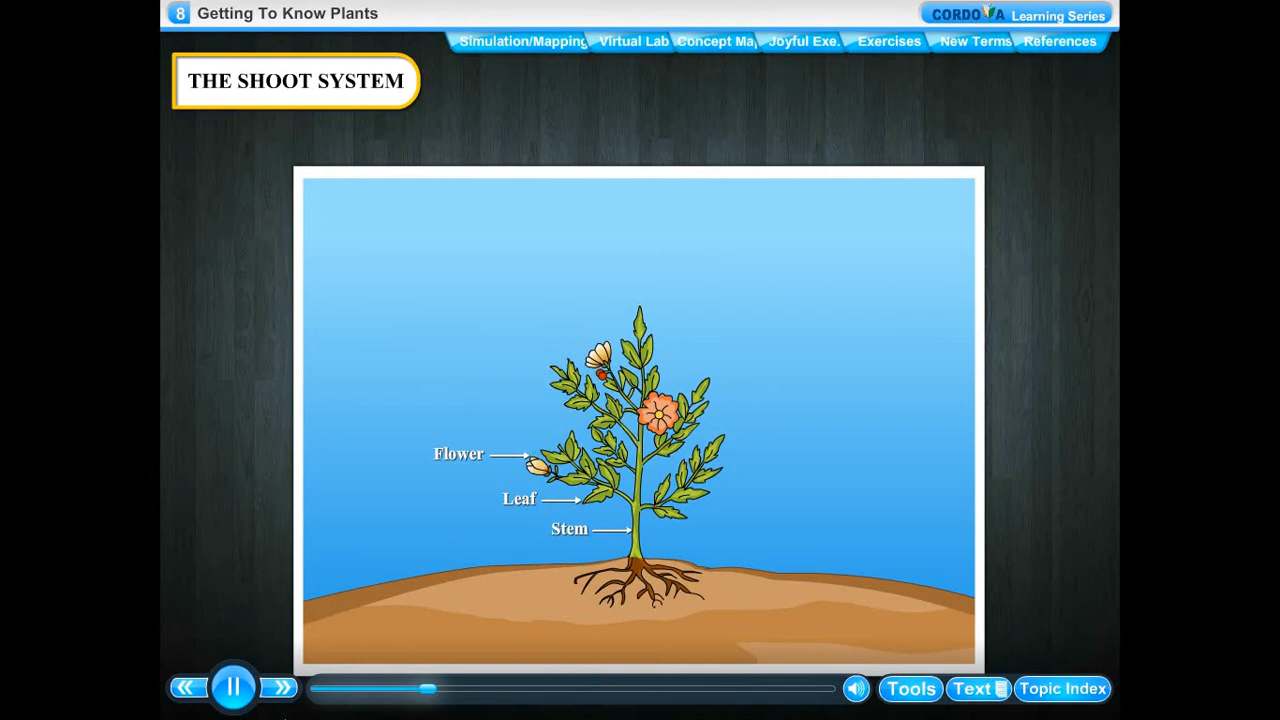 8 Getting To Know Plants
CORDOVA Learning Series
Simulation/Mapping Virtual Lab Concept Ma Joyful Exe. Exercises New Terms References
THE SHOOT SYSTEM
Flower
Leaf
Stem
Tools Text Topic Index